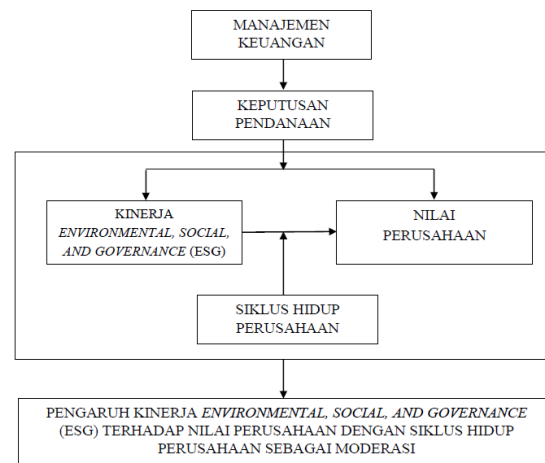 MANAJEMEN
KEUANGAN
KEPUTUSAN
PENDANAAN
KINERJA
ENVIRONMENTAL, SOCIAL,
AND GOVERNANCE (ESG)
NILAI
PERUSAHAAN
SIKLUS HIDUP
PERUSAHAAN
PENGARUH KINERJA ENVIRONMENTAL, SOCIAL, AND GOVERNANCE
(ESG) TERHADAP NILAI PERUSAHAAN DENGAN SIKLUS HIDUP
PERUSAHAAN SEBAGAI MODERASI